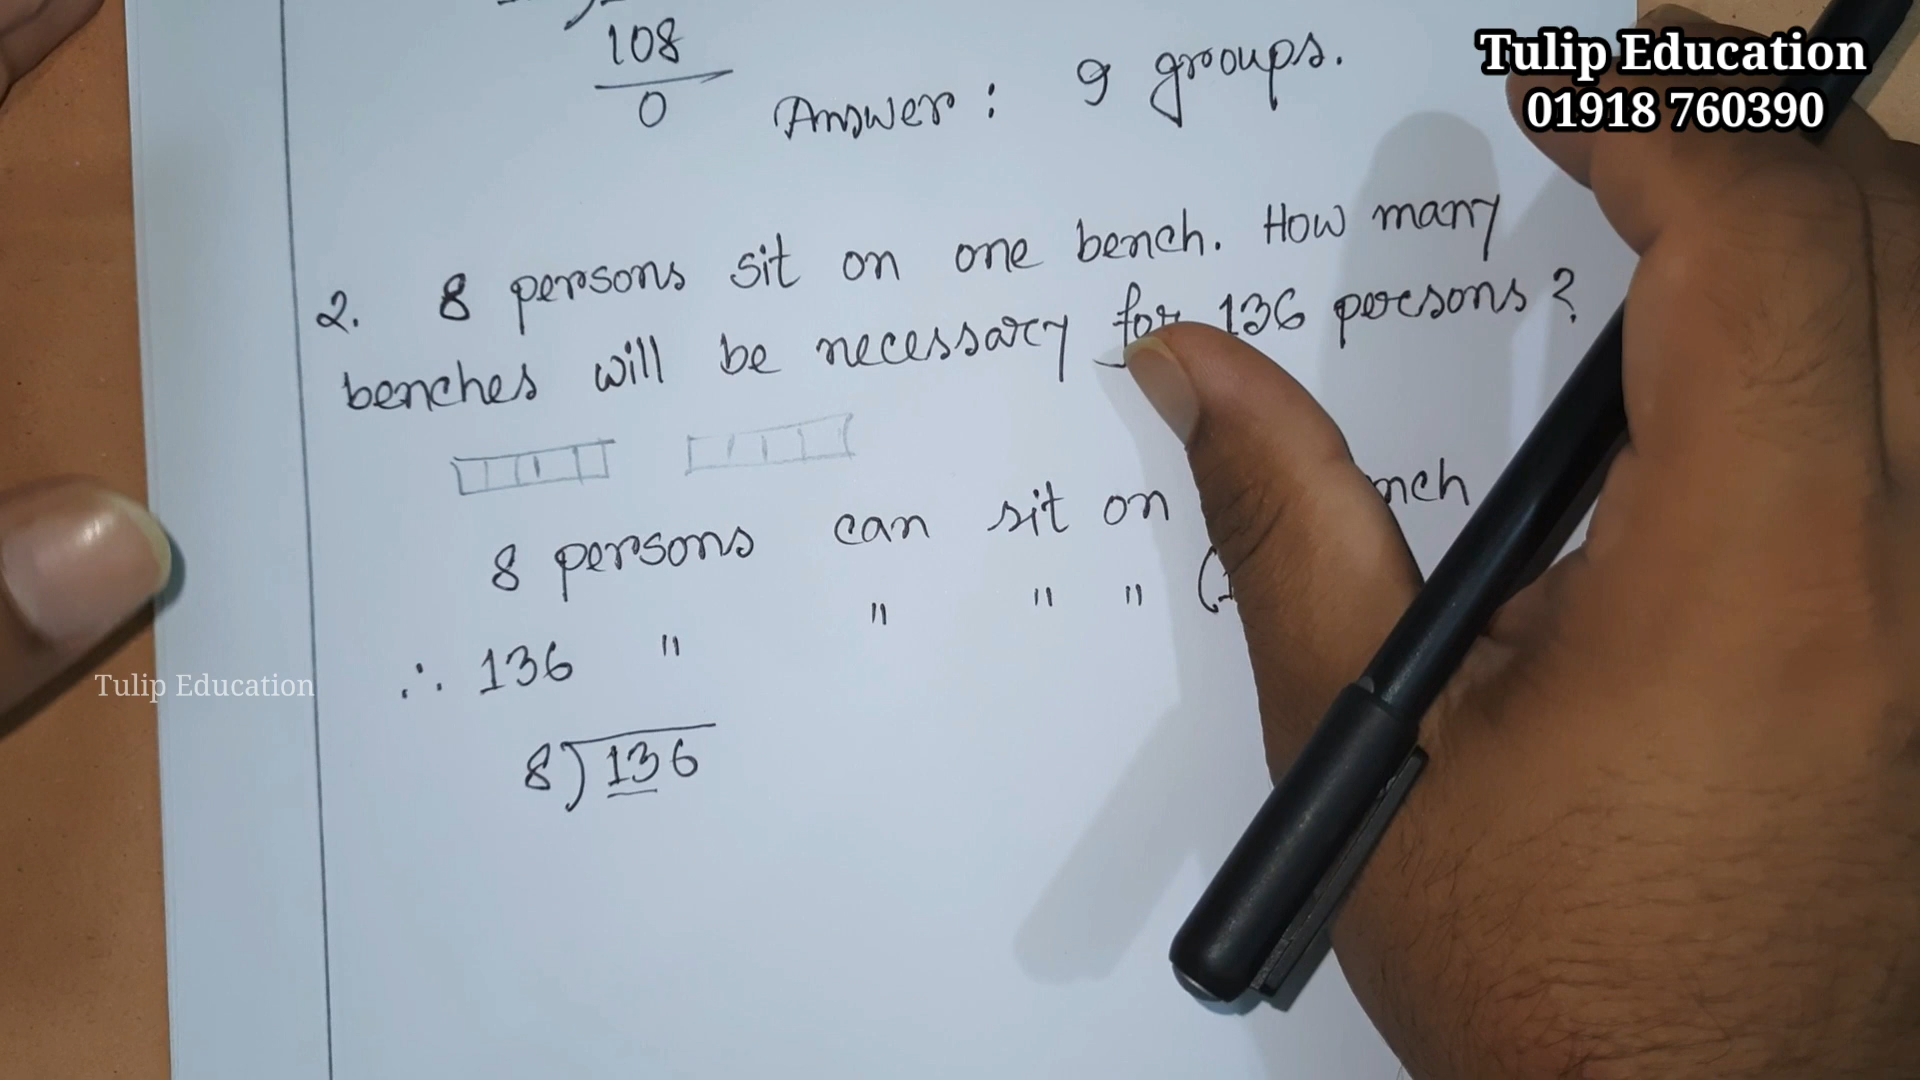 Tulip Education
01918 760390
108
0
Answer : 9 groups.
2. 8 persons sit on one bench. How many
benches will be necessary for 136 persons ?
8 persons can sit on
∴ 136 " " " " (
8)136
Tulip Education